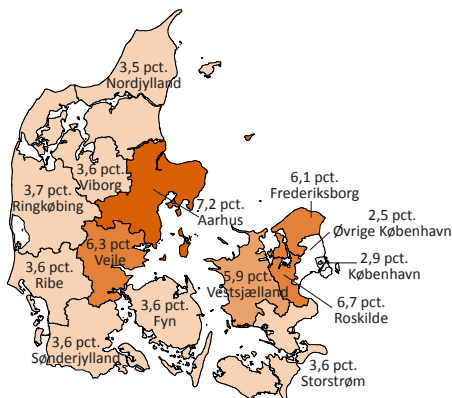 3,5 pct.
Nordjylland
3,6 pct.
Viborg
3,7 pct.
Ringkøbing
7,2 pct.
Aarhus
6,1 pct.
Frederiksborg
2,5 pct.
Øvrige København
2,9 pct.
København
6,3 pct.
Vejle
3,6 pct.
Ribe
5,9 pct.
Vestsjælland
6,7 pct.
Roskilde
3,6 pct.
Fyn
3,6 pct.
Sønderjylland
3,6 pct.
Storstrøm